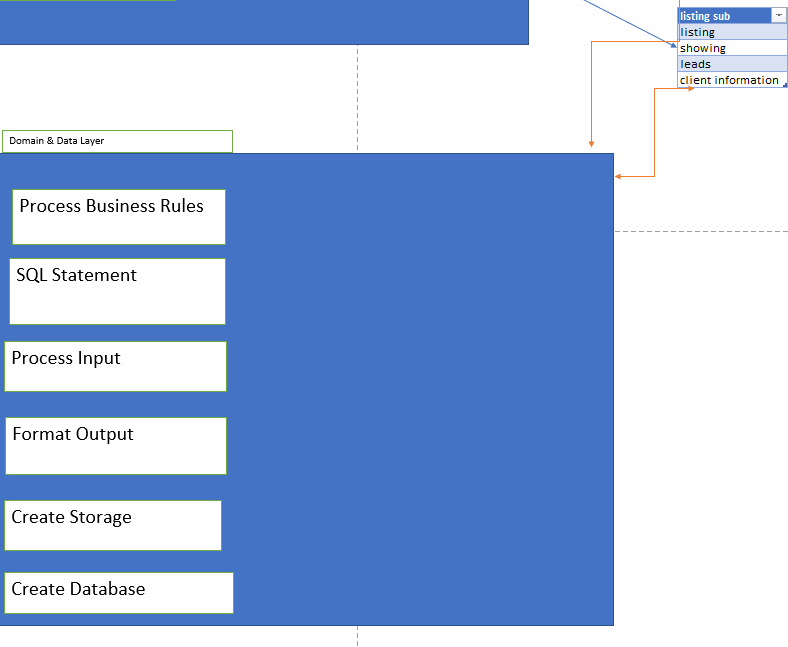 listing sub
listing
showing
leads
client information
Domain & Data Layer
Process Business Rules
SQL Statement
Process Input
Format Output
Create Storage
Create Database